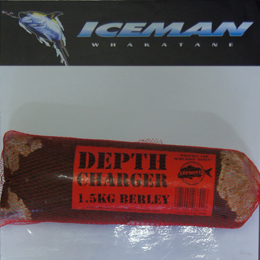 ICEMAN
WHAKATANE
DEPTH
CHARGER
1.5KG BERLEY